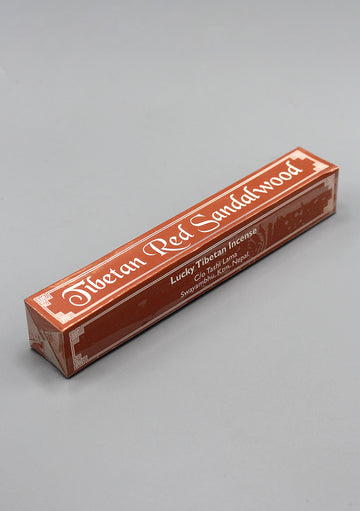 Tibetan Red Sandalwood
Lucky Tibetan Incense
C/o Tashi Lama
Swayambhu, Ktm, Nepal